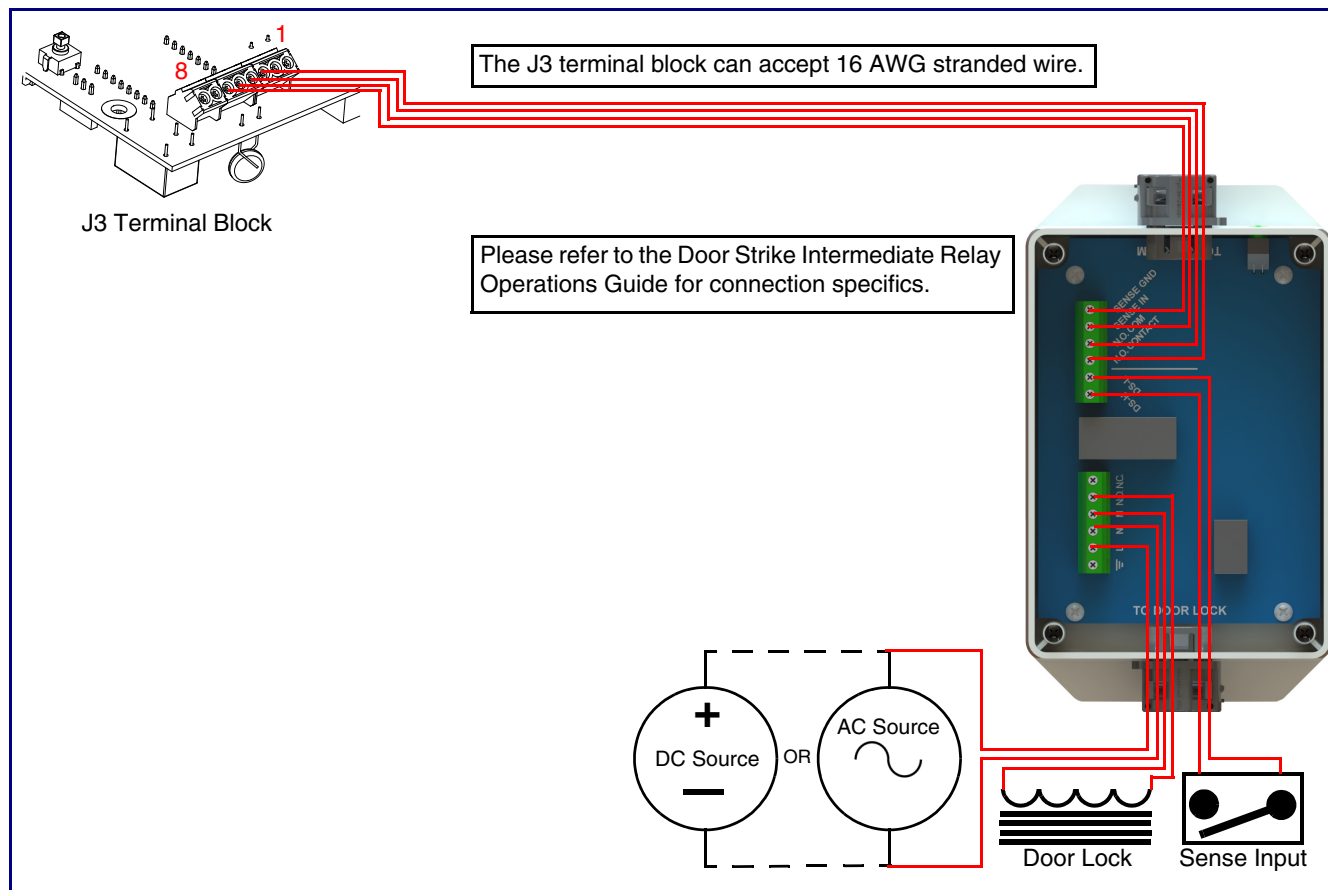 1
8
The J3 terminal block can accept 16 AWG stranded wire.
J3 Terminal Block
Please refer to the Door Strike Intermediate Relay
Operations Guide for connection specifics.
SENSE GND
SENSE IN
N.O. COM
N.O. CONTACT
DS-1
N.C.
N.O.
N
N
L
TO DOOR LOCK
+
DC Source
−
OR
AC Source
Door Lock
Sense Input